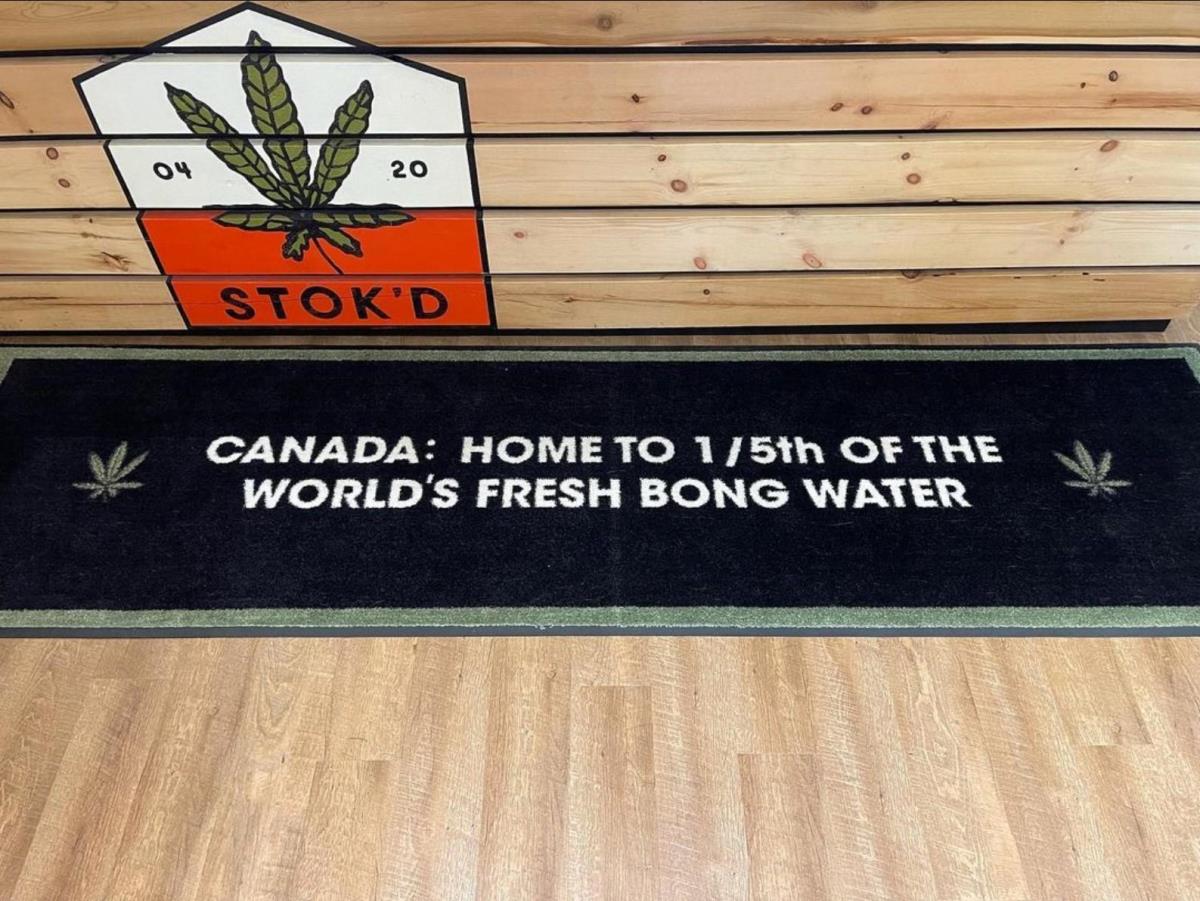 04 20
STOK'D
CANADA: HOME TO 1/5th OF THE
WORLD'S FRESH BONG WATER